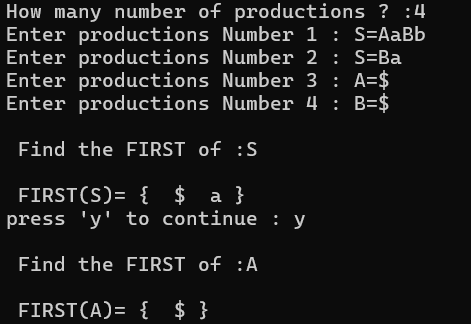 How many number of productions ? :4
Enter productions Number 1 : S=AaBb
Enter productions Number 2 : S=Ba
Enter productions Number 3 : A=$
Enter productions Number 4 : B=$
Find the FIRST of :S
FIRST(S)= {  $  a }
press 'y' to continue : y
Find the FIRST of :A
FIRST(A)= {  $ }